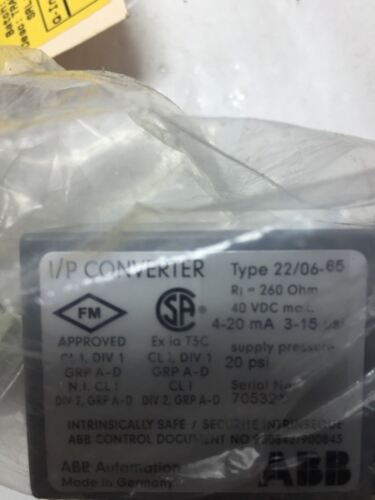 I/P CONVERTER Type 22/06-65
Ri = 260 Ohm
40 VDC max.
4-20 mA 3-15 psi
supply pressure
20 psi
Serial No
FM
APPROVED
CL I, DIV 1
GRP A-D
N.I. CL I
DIV 2, GRP A-D
SA
Ex ia T3C
CL I, DIV 1
GRP A-D
CL I
DIV 2, GRP A-D
INTRINSICALLY SAFE / SECURITE INTRINSEQUE
ABB CONTROL DOCUMENT NO
ABB Automation
Made in Germany
ABB